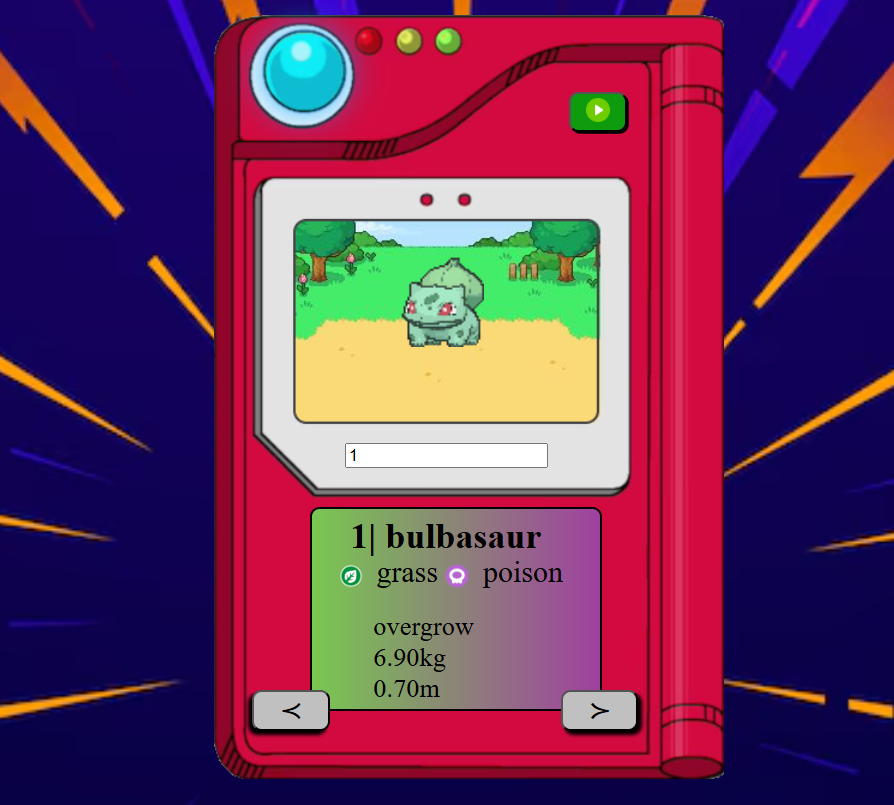 1
1| bulbasaur
grass poison
overgrow
6.90kg
0.70m
< >